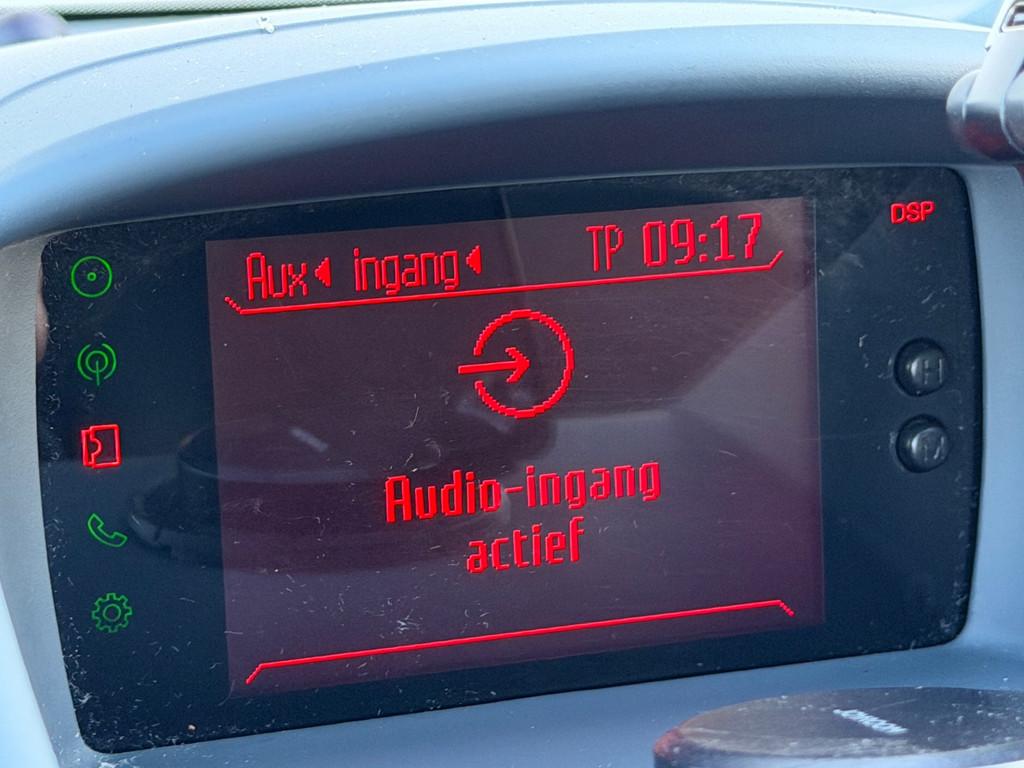 DSP
Aux ingang TP 09:17
H
M
Audio-ingang
actief